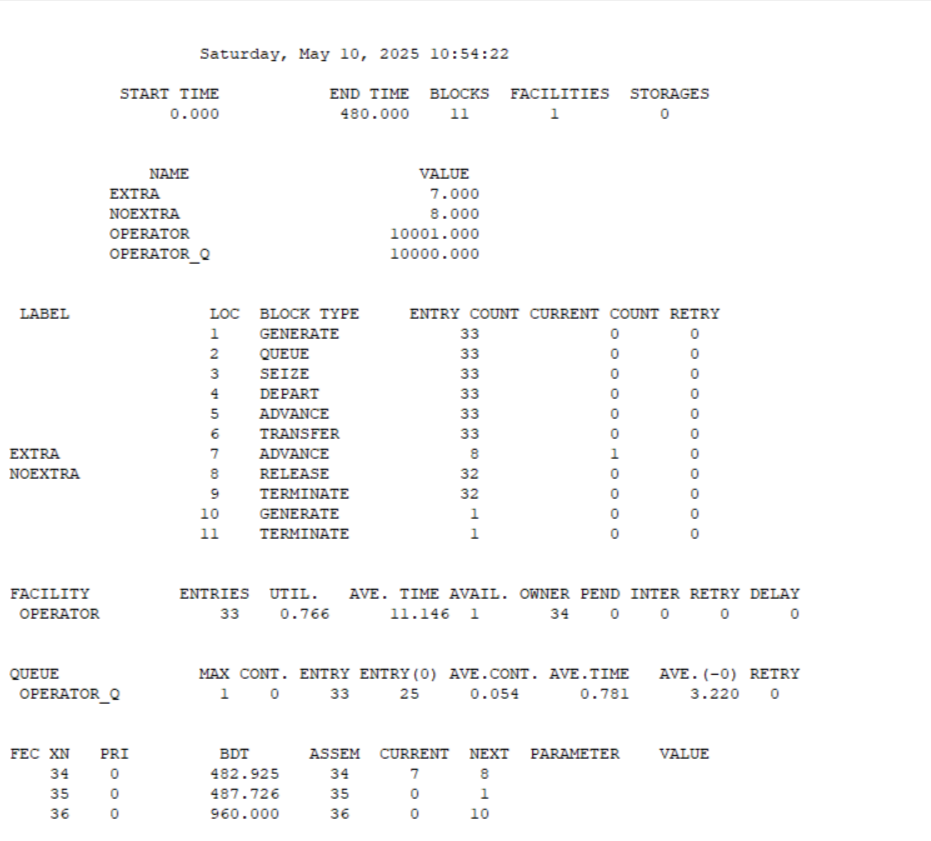 Saturday, May 10, 2025 10:54:22
START TIME END TIME BLOCKS FACILITIES STORAGES
0.000 480.000 11 1 0
NAME VALUE
EXTRA 7.000
NOEXTRA 8.000
OPERATOR 10001.000
OPERATOR_Q 10000.000
LABEL LOC BLOCK TYPE ENTRY COUNT CURRENT COUNT RETRY
1 GENERATE 33 0 0
2 QUEUE 33 0 0
3 SEIZE 33 0 0
4 DEPART 33 0 0
5 ADVANCE 33 0 0
6 TRANSFER 33 0 0
EXTRA 7 ADVANCE 8 1 0
NOEXTRA 8 RELEASE 32 0 0
9 TERMINATE 32 0 0
10 GENERATE 1 0 0
11 TERMINATE 1 0 0
FACILITY ENTRIES UTIL. AVE. TIME AVAIL. OWNER PEND INTER RETRY DELAY
OPERATOR 33 0.766 11.146 1 34 0 0 0 0
QUEUE MAX CONT. ENTRY ENTRY(0) AVE.CONT. AVE.TIME AVE.(-0) RETRY
OPERATOR_Q 1 0 33 25 0.054 0.781 3.220 0
FEC XN PRI BDT ASSEM CURRENT NEXT PARAMETER VALUE
34 0 482.925 34 7 8
35 0 487.726 35 0 1
36 0 960.000 36 0 10